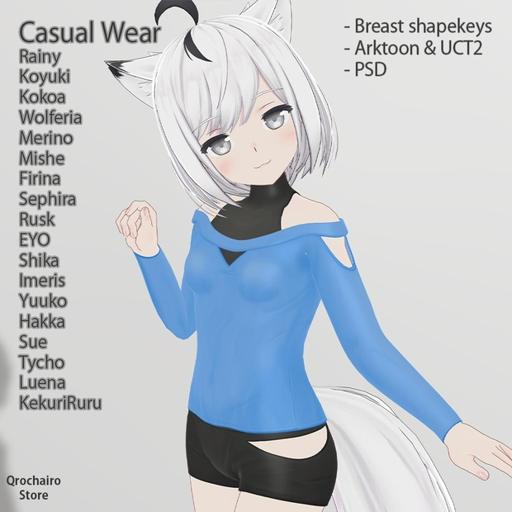 Casual Wear
Rainy
Koyuki
Kokoa
Wolferia
Merino
Mishe
Firina
Sephira
Rusk
EYO
Shika
Imeris
Yuuko
Hakka
Sue
Tycho
Luena
KekuriRuru
- Breast shapekeys
- Arktoon & UCT2
- PSD
Qrochairo
Store